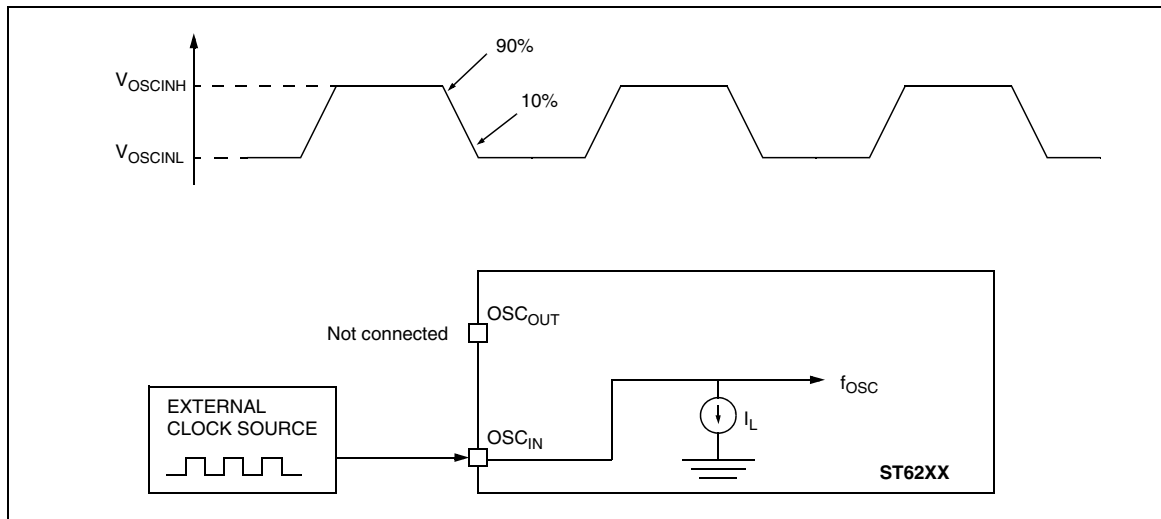 90%
V_OSCINH
10%
V_OSCINL
OSC_OUT
Not connected
f_OSC
EXTERNAL
CLOCK SOURCE
I_L
OSC_IN
ST62XX